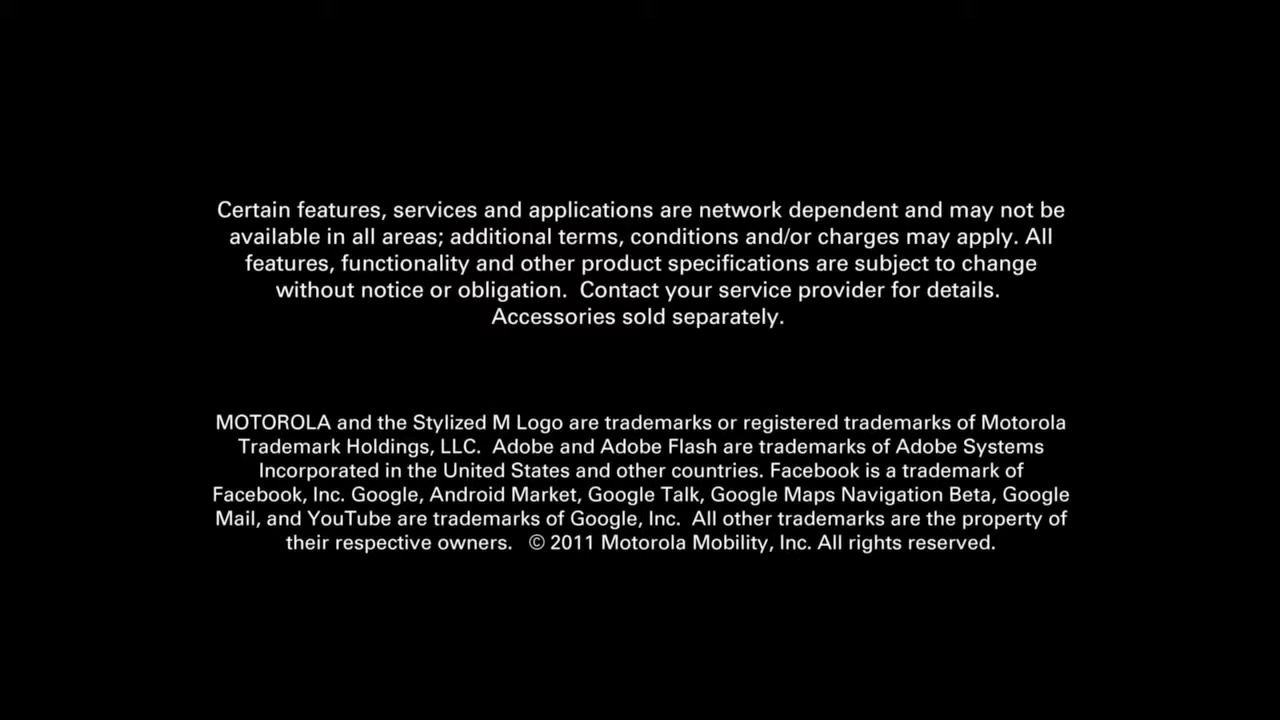 Certain features, services and applications are network dependent and may not be
available in all areas; additional terms, conditions and/or charges may apply. All
features, functionality and other product specifications are subject to change
without notice or obligation.  Contact your service provider for details.
Accessories sold separately.
MOTOROLA and the Stylized M Logo are trademarks or registered trademarks of Motorola
Trademark Holdings, LLC.  Adobe and Adobe Flash are trademarks of Adobe Systems
Incorporated in the United States and other countries. Facebook is a trademark of
Facebook, Inc. Google, Android Market, Google Talk, Google Maps Navigation Beta, Google
Mail, and YouTube are trademarks of Google, Inc.  All other trademarks are the property of
their respective owners.   © 2011 Motorola Mobility, Inc. All rights reserved.